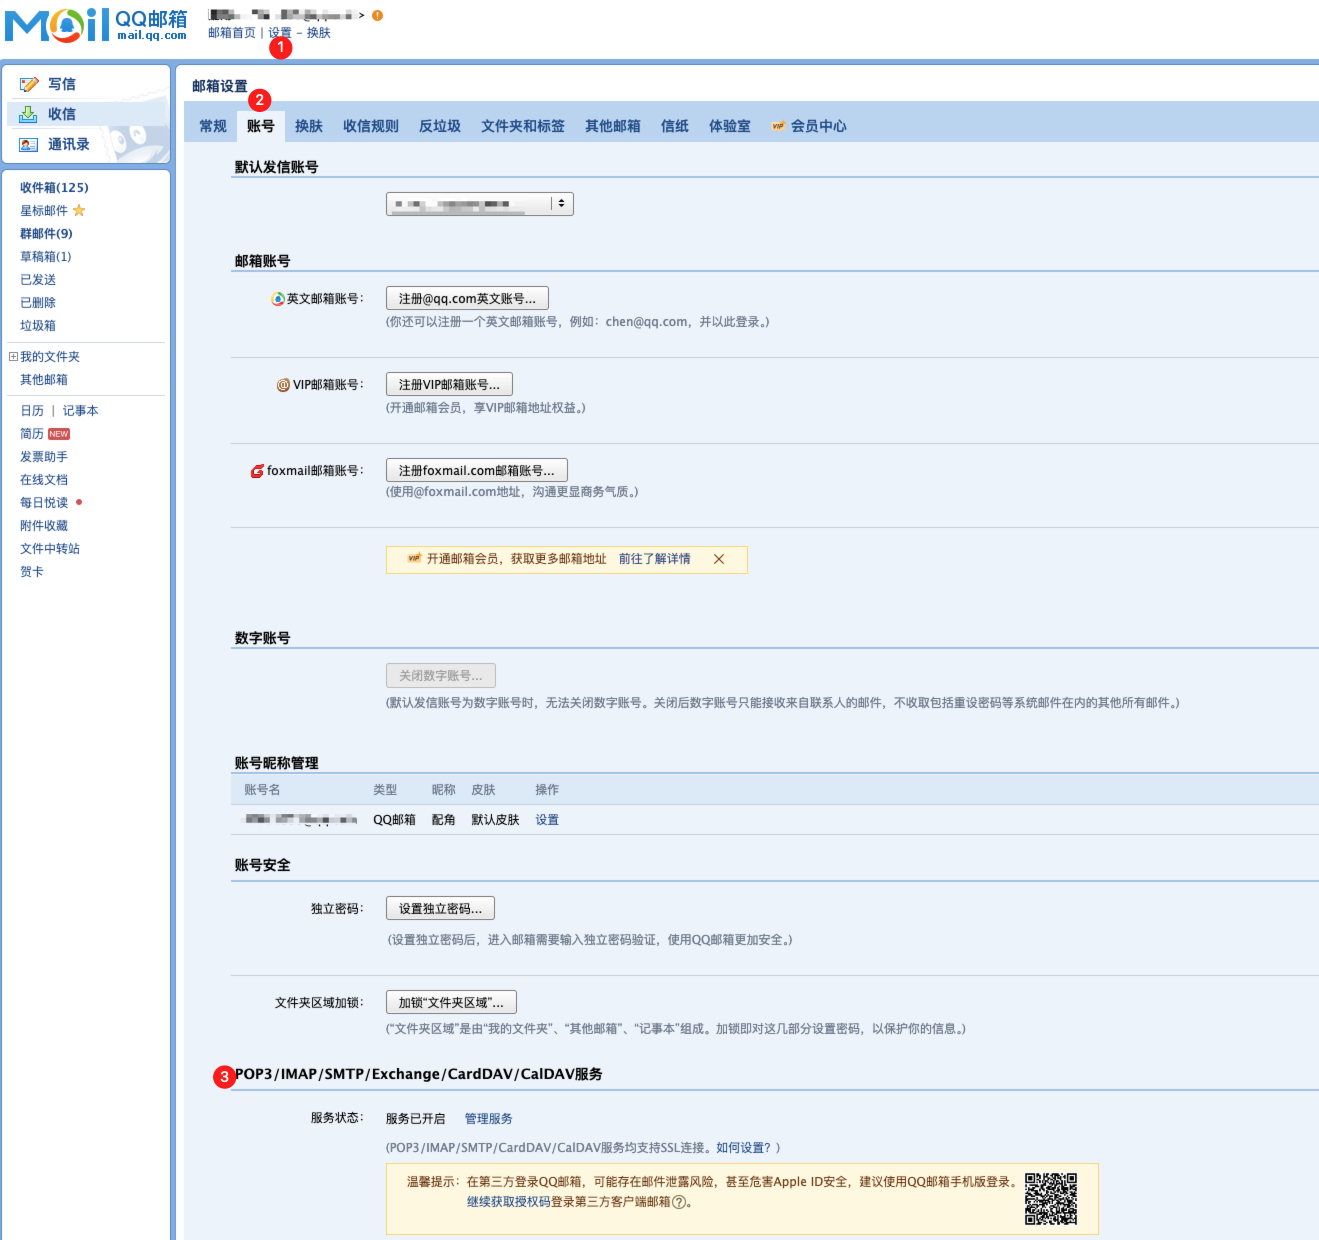 Mail QQ邮箱
mail.qq.com
邮箱首页 | 设置 - 换肤
1
写信
收信
通讯录
收件箱(125)
星标邮件
群邮件(9)
草稿箱(1)
已发送
已删除
垃圾箱
我的文件夹
其他邮箱
日历 | 记事本
简历 NEW
发票助手
在线文档
每日悦读
附件收藏
文件中转站
贺卡
邮箱设置
2
常规 账号 换肤 收信规则 反垃圾 文件夹和标签 其他邮箱 信纸 体验室 VIP 会员中心
默认发信账号
邮箱账号
英文邮箱账号： 注册@qq.com英文账号...
(你还可以注册一个英文邮箱账号，例如：chen@qq.com，并以此登录。)
VIP邮箱账号： 注册VIP邮箱账号...
(开通邮箱会员，享VIP邮箱地址权益。)
foxmail邮箱账号： 注册foxmail.com邮箱账号...
(使用@foxmail.com地址，沟通更显商务气质。)
VIP 开通邮箱会员，获取更多邮箱地址 前往了解详情
数字账号
关闭数字账号...
(默认发信账号为数字账号时，无法关闭数字账号。关闭后数字账号只能接收来自联系人的邮件，不收取包括重设密码等系统邮件在内的其他所有邮件。)
账号昵称管理
账号名 类型 昵称 皮肤 操作
QQ邮箱 配角 默认皮肤 设置
账号安全
独立密码： 设置独立密码...
(设置独立密码后，进入邮箱需要输入独立密码验证，使用QQ邮箱更加安全。)
文件夹区域加锁： 加锁“文件夹区域”...
(“文件夹区域”是由“我的文件夹”、“其他邮箱”、“记事本”组成。加锁即对这几部分设置密码，以保护你的信息。)
3 POP3/IMAP/SMTP/Exchange/CardDAV/CalDAV服务
服务状态： 服务已开启 管理服务
(POP3/IMAP/SMTP/CardDAV/CalDAV服务均支持SSL连接。如何设置？)
温馨提示：在第三方登录QQ邮箱，可能存在邮件泄露风险，甚至危害Apple ID安全，建议使用QQ邮箱手机版登录。
继续获取授权码登录第三方客户端邮箱?。